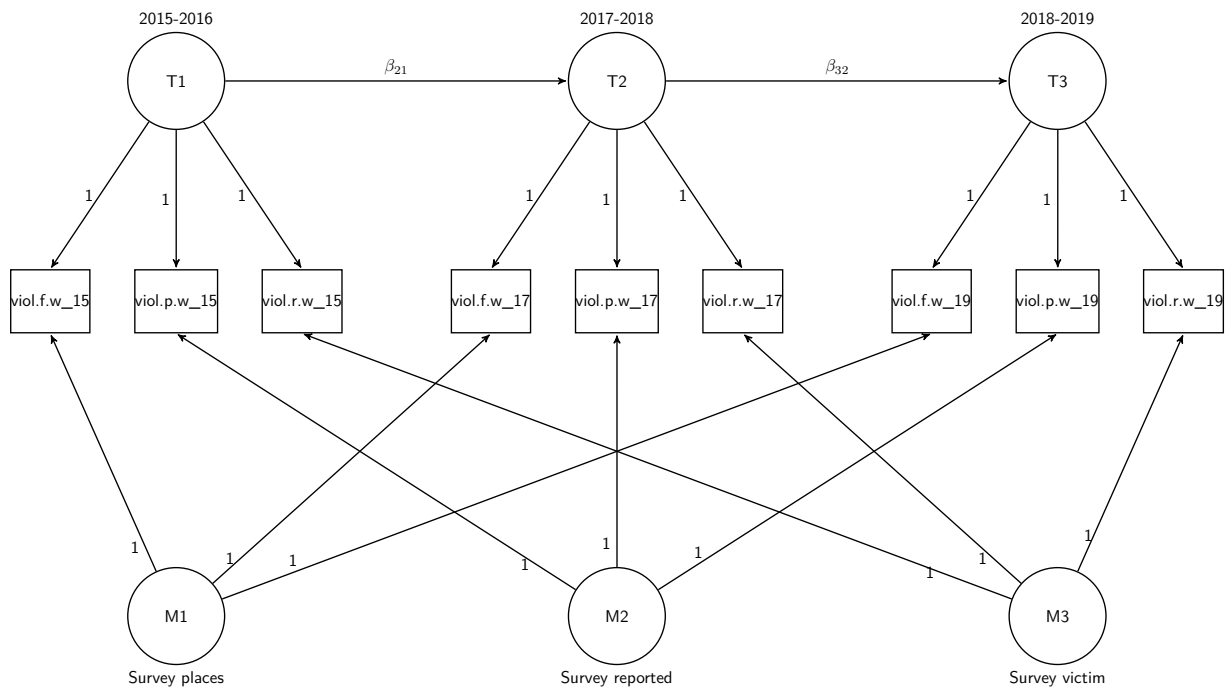 2015-2016 2017-2018 2018-2019
T1 β21 T2 β32 T3
1 1 1 1 1 1 1 1 1
viol.f.w_15 viol.p.w_15 viol.r.w_15 viol.f.w_17 viol.p.w_17 viol.r.w_17 viol.f.w_19 viol.p.w_19 viol.r.w_19
1 1 1 1 1 1 1 1 1
M1 M2 M3
Survey places Survey reported Survey victim